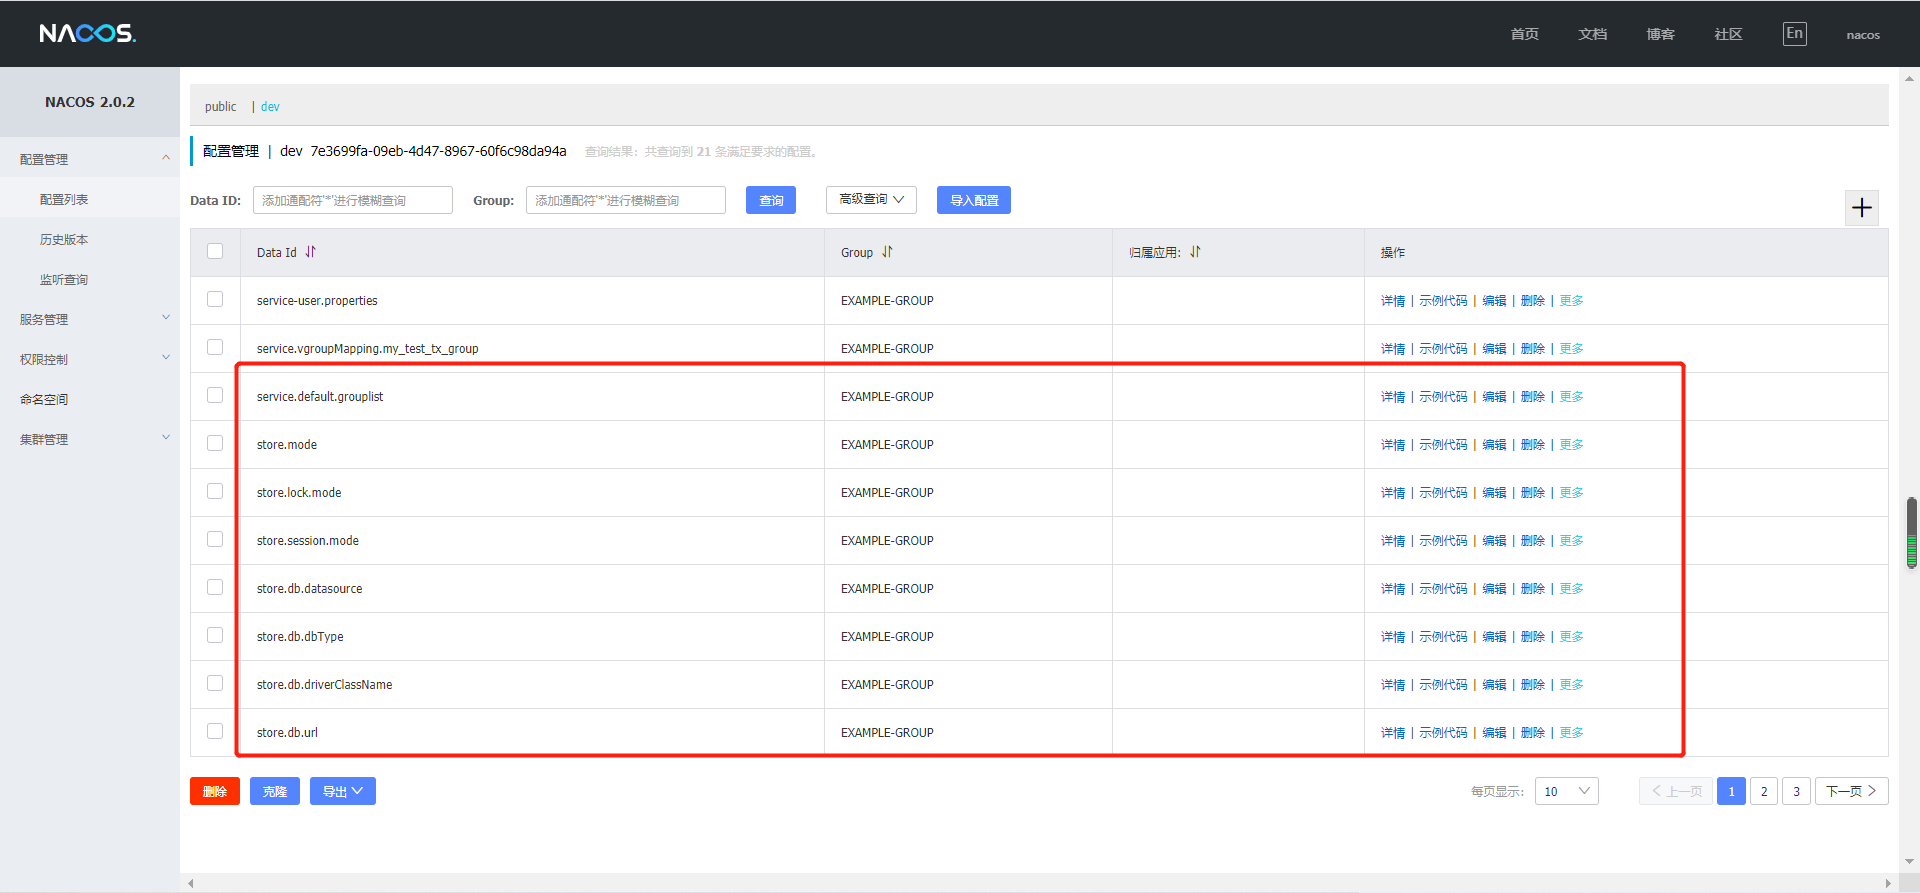 NACOS.
首页 文档 博客 社区 En nacos
NACOS 2.0.2
配置管理
配置列表
历史版本
监听查询
服务管理
权限控制
命名空间
集群管理
public | dev
配置管理 | dev 7e3699fa-09eb-4d47-8967-60f6c98da94a 查询结果：共查询到 21 条满足要求的配置。
Data ID: 添加通配符'*'进行模糊查询 Group: 添加通配符'*'进行模糊查询 查询 高级查询 导入配置 +
Data Id Group 归属应用: 操作
service-user.properties EXAMPLE-GROUP 详情 | 示例代码 | 编辑 | 删除 | 更多
service.vgroupMapping.my_test_tx_group EXAMPLE-GROUP 详情 | 示例代码 | 编辑 | 删除 | 更多
service.default.grouplist EXAMPLE-GROUP 详情 | 示例代码 | 编辑 | 删除 | 更多
store.mode EXAMPLE-GROUP 详情 | 示例代码 | 编辑 | 删除 | 更多
store.lock.mode EXAMPLE-GROUP 详情 | 示例代码 | 编辑 | 删除 | 更多
store.session.mode EXAMPLE-GROUP 详情 | 示例代码 | 编辑 | 删除 | 更多
store.db.datasource EXAMPLE-GROUP 详情 | 示例代码 | 编辑 | 删除 | 更多
store.db.dbType EXAMPLE-GROUP 详情 | 示例代码 | 编辑 | 删除 | 更多
store.db.driverClassName EXAMPLE-GROUP 详情 | 示例代码 | 编辑 | 删除 | 更多
store.db.url EXAMPLE-GROUP 详情 | 示例代码 | 编辑 | 删除 | 更多
删除 克隆 导出 每页显示: 10 上一页 1 2 3 下一页